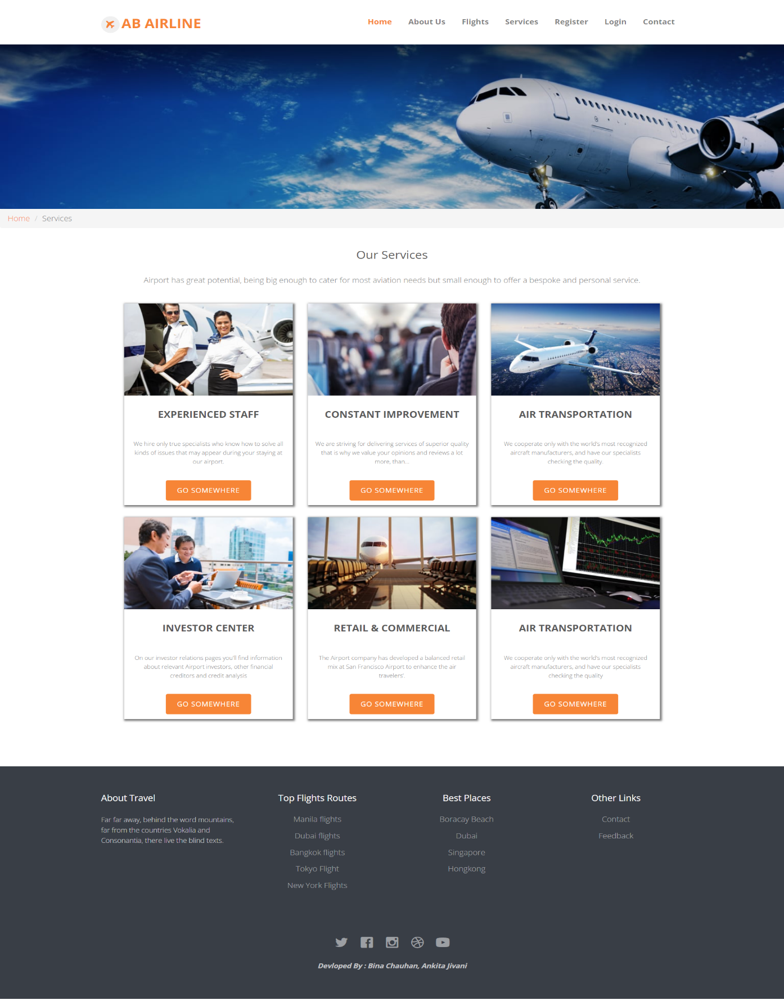 AB AIRLINE
Home About Us Flights Services Register Login Contact
Home / Services
Our Services
Airport has great potential, being big enough to cater for most aviation needs but small enough to offer a bespoke and personal service.
EXPERIENCED STAFF
We hire only true specialists who know how to solve all
kinds of issues that may appear during your staying at
our airport.
GO SOMEWHERE
CONSTANT IMPROVEMENT
We are striving for delivering services of superior quality
that is why we value your opinions and reviews a lot
more, than...
GO SOMEWHERE
AIR TRANSPORTATION
We cooperate only with the world's most recognized
aircraft manufacturers, and have our specialists
checking the quality.
GO SOMEWHERE
INVESTOR CENTER
On our investor relations pages you'll find information
about relevant Airport investors, other financial
creditors and credit analysis
GO SOMEWHERE
RETAIL & COMMERCIAL
The Airport company has developed a balanced retail
mix at San Francisco Airport to enhance the air
travelers'.
GO SOMEWHERE
AIR TRANSPORTATION
We cooperate only with the world's most recognized
aircraft manufacturers, and have our specialists
checking the quality
GO SOMEWHERE
About Travel
Far far away, behind the word mountains,
far from the countries Vokalia and
Consonantia, there live the blind texts.
Top Flights Routes
Manila flights
Dubai flights
Bangkok flights
Tokyo Flight
New York Flights
Best Places
Boracay Beach
Dubai
Singapore
Hongkong
Other Links
Contact
Feedback
Devloped By : Bina Chauhan, Ankita Jivani